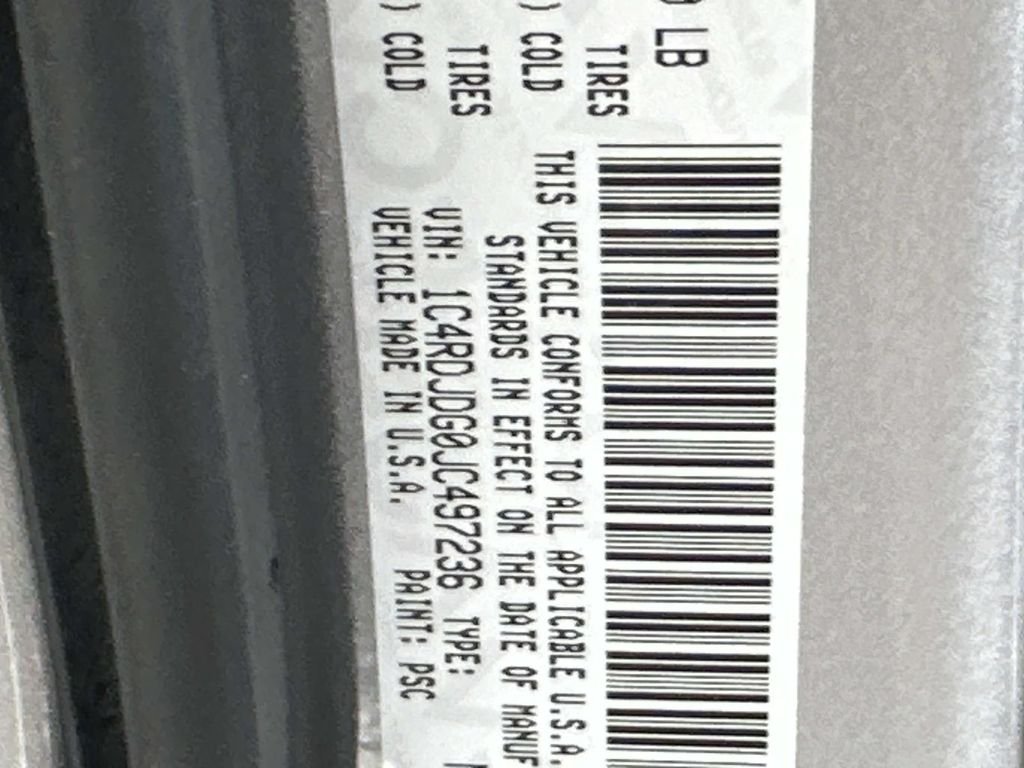 LB
TIRES
) COLD
TIRES
) COLD
THIS VEHICLE CONFORMS TO ALL APPLICABLE U.S.A.
STANDARDS IN EFFECT ON THE DATE OF MANUF
VIN: 1C4RDJDG0JC497236 TYPE:
VEHICLE MADE IN U.S.A. PAINT: PSC